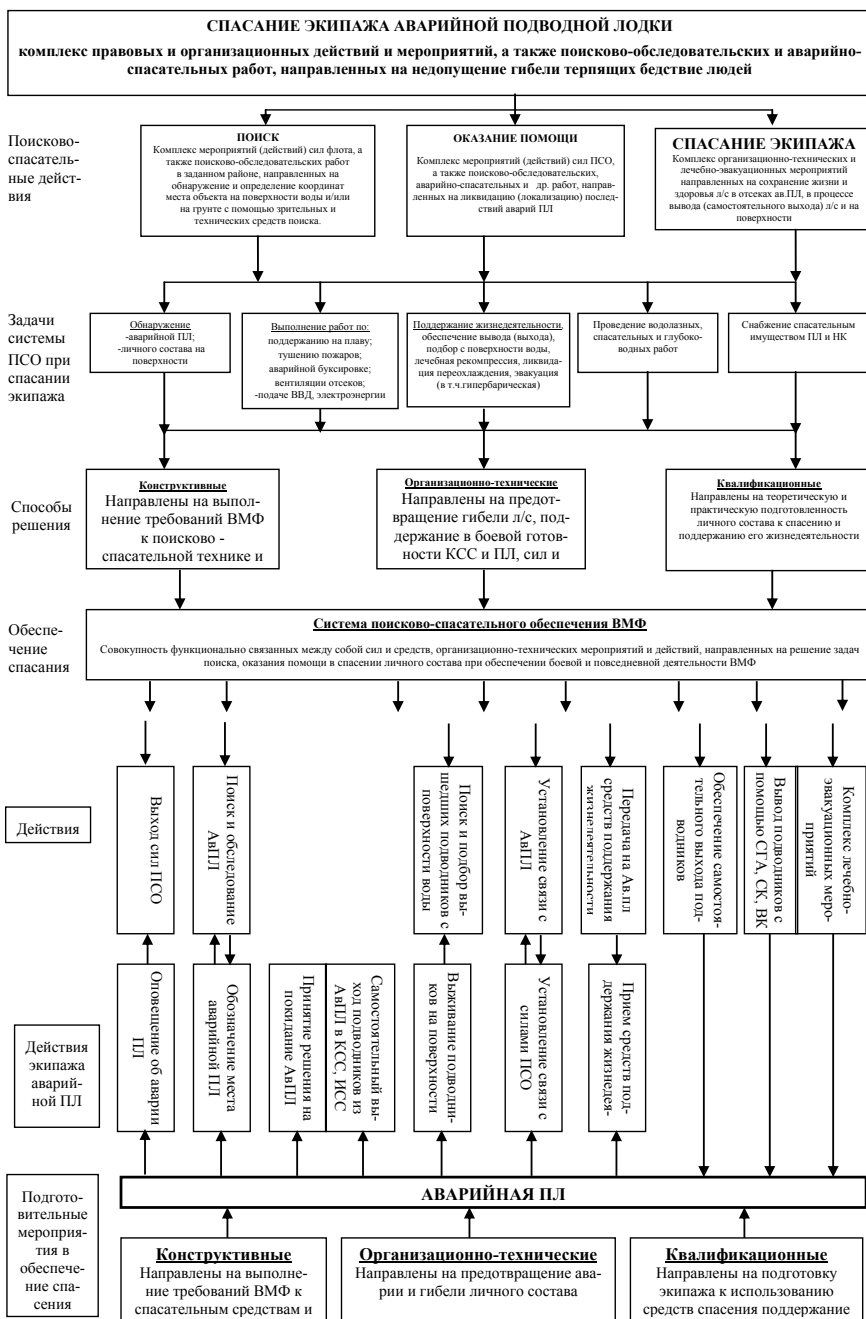 СПАСАНИЕ ЭКИПАЖА АВАРИЙНОЙ ПОДВОДНОЙ ЛОДКИ
комплекс правовых и организационных действий и мероприятий, а также поисково-обследовательских и аварийно-
спасательных работ, направленных на недопущение гибели терпящих бедствие людей
Поисково-
спасатель-
ные дейст-
вия
ПОИСК
Комплекс мероприятий (действий) сил флота, а
также поисково-обследовательских работ
в заданном районе, направленных на
обнаружение и определение координат
места объекта на поверхности воды и/или
на грунте с помощью зрительных и
технических средств поиска.
ОКАЗАНИЕ ПОМОЩИ
Комплекс мероприятий (действий) сил ПСО,
а также поисково-обследовательских,
аварийно-спасательных и др. работ, направ-
ленных на ликвидацию (локализацию) послед-
ствий аварий ПЛ
СПАСАНИЕ ЭКИПАЖА
Комплекс организационно-технических и
лечебно-эвакуационных мероприятий
направленных на сохранение жизни и
здоровья л/с в отсеках ав.ПЛ, в процессе
вывода (самостоятельного выхода) л/с и на
поверхности
Задачи
системы
ПСО при
спасании
экипажа
Обнаружение
-аварийной ПЛ;
-личного состава на
поверхности
Выполнение работ по:
поддержанию на плаву;
тушению пожаров;
аварийной буксировке;
вентиляции отсеков;
-подаче ВВД, электроэнергии
Поддержание жизнедеятельности,
обеспечение вывода (выхода),
подбор с поверхности воды,
лечебная рекомпрессия, ликвида-
ция переохлаждения, эвакуация
(в т.ч.гипербарическая)
Проведение водолазных,
спасательных и глубоко-
водных работ
Снабжение спасательным
имуществом ПЛ и НК
Способы
решения
Конструктивные
Направлены на выпол-
нение требований ВМФ
к поисково -
спасательной технике и
Организационно-технические
Направлены на предот-
вращение гибели л/с, под-
держание в боевой готов-
ности КСС и ПЛ, сил и
Квалификационные
Направлены на теоретическую и
практическую подготовленность
личного состава к спасению и
поддержанию его жизнедеятельности
Обеспе-
чение
спасания
Система поисково-спасательного обеспечения ВМФ
Совокупность функционально связанных между собой сил и средств, организационно-технических мероприятий и действий, направленных на решение задач
поиска, оказания помощи в спасении личного состава при обеспечении боевой и повседневной деятельности ВМФ
Действия
Выход сил ПСО
Поиск и обследование
АвПЛ
Поиск и подбор вы-
шедших подводников с
поверхности воды
Установление связи с
АвПЛ
Передача на Ав.пл
средств поддержания
жизнедеятельности
Обеспечение самостоя-
тельного выхода под-
водников
Вывод подводников с
помощью СГА, СК, ВК
Комплекс лечебно-
эвакуационных меро-
приятий
Действия
экипажа
аварий-
ной ПЛ
Оповещение об аварии
ПЛ
Обозначение места
аварийной ПЛ
Принятие решения на
покидание АвПЛ
Самостоятельный вы-
ход подводников из
АвПЛ в КСС, ИСС
Выживание подводни-
ков на поверхности
Установление связи с
силами ПСО
Прием средств под-
держания жизнедея-
Подгото-
вительные
мероприя-
тия в
обеспече-
ние спа-
сения
АВАРИЙНАЯ ПЛ
Конструктивные
Направлены на выполне-
ние требований ВМФ к
спасательным средствам и
Организационно-технические
Направлены на предотвращение ава-
рии и гибели личного состава
Квалификационные
Направлены на подготовку
экипажа к использованию
средств спасения поддержание